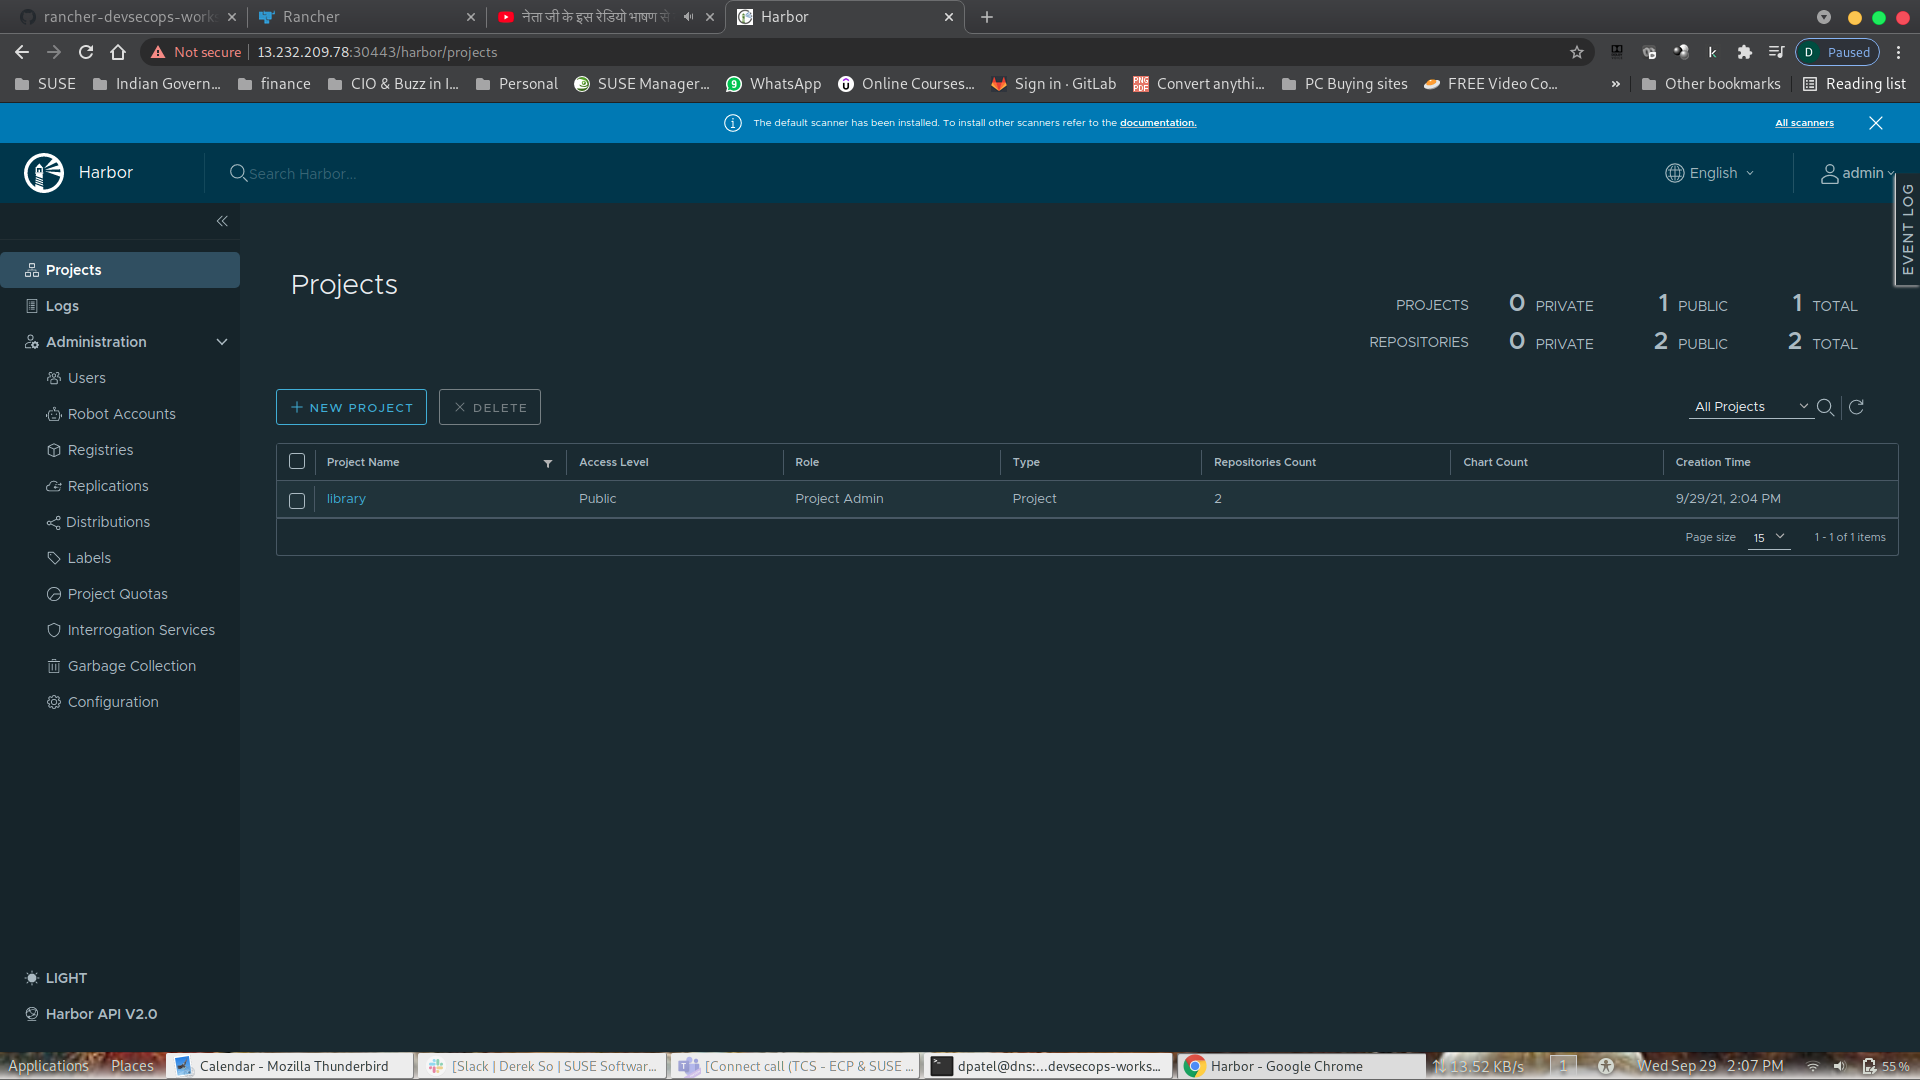 rancher-devsecops-works
Rancher
नेता जी के इस रेडियो भाषण से
Harbor
Not secure
13.232.209.78:30443/harbor/projects
D Paused
SUSE
Indian Govern...
finance
CIO & Buzz in I...
Personal
SUSE Manager...
9 WhatsApp
Online Courses...
Sign in · GitLab
Convert anythi...
PC Buying sites
FREE Video Co...
»
Other bookmarks
Reading list
The default scanner has been installed. To install other scanners refer to the documentation.
All scanners
Harbor
Search Harbor...
English
admin
EVENT LOG
Projects
Logs
Administration
Users
Robot Accounts
Registries
Replications
Distributions
Labels
Project Quotas
Interrogation Services
Garbage Collection
Configuration
LIGHT
Harbor API V2.0
Projects
PROJECTS 0 PRIVATE 1 PUBLIC 1 TOTAL
REPOSITORIES 0 PRIVATE 2 PUBLIC 2 TOTAL
NEW PROJECT
DELETE
All Projects
Project Name Access Level Role Type Repositories Count Chart Count Creation Time
library Public Project Admin Project 2 9/29/21, 2:04 PM
Page size 15 1 - 1 of 1 items
Applications
Places
Calendar - Mozilla Thunderbird
[Slack | Derek So | SUSE Softwar...
[Connect call (TCS - ECP & SUSE ...
dpatel@dns:...devsecops-works...
Harbor - Google Chrome
13.52 KB/s
1
Wed Sep 29 2:07 PM
55%